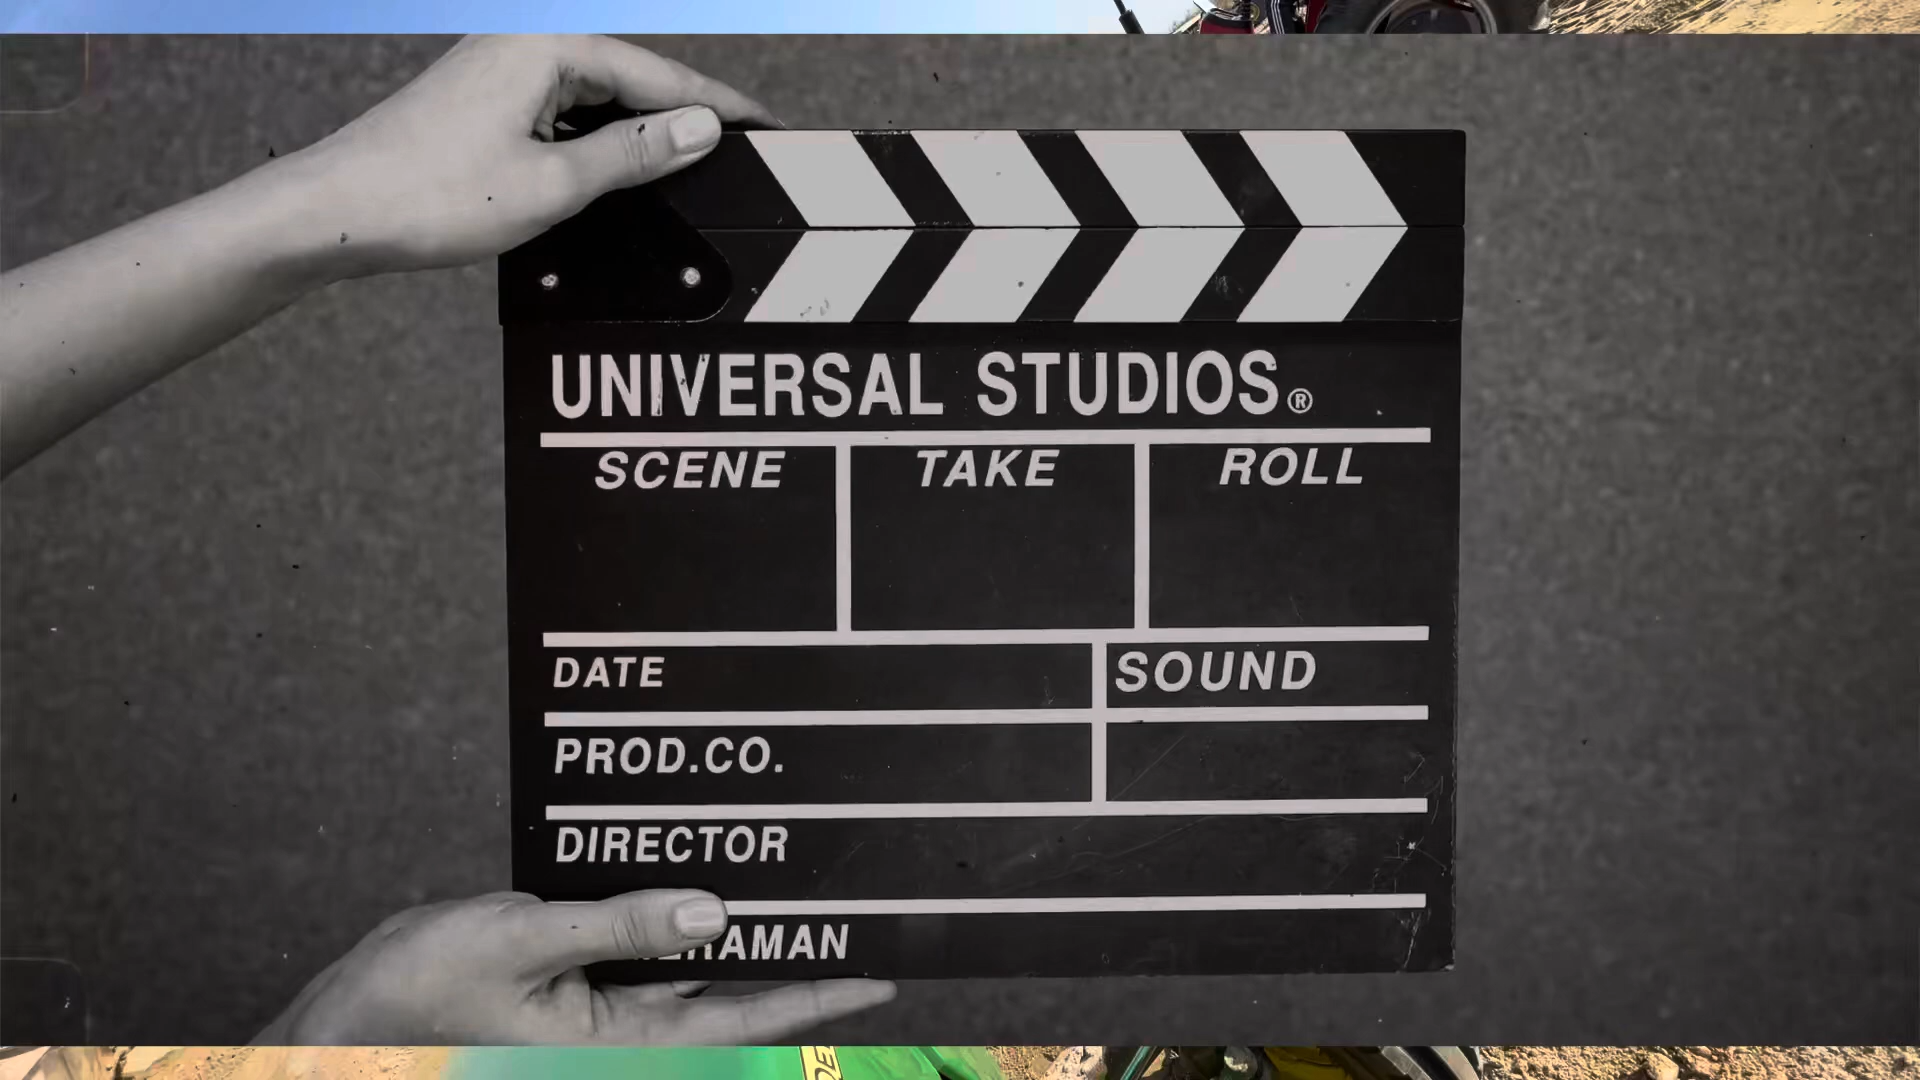 UNIVERSAL STUDIOS®
SCENE TAKE ROLL
DATE SOUND
PROD.CO.
DIRECTOR